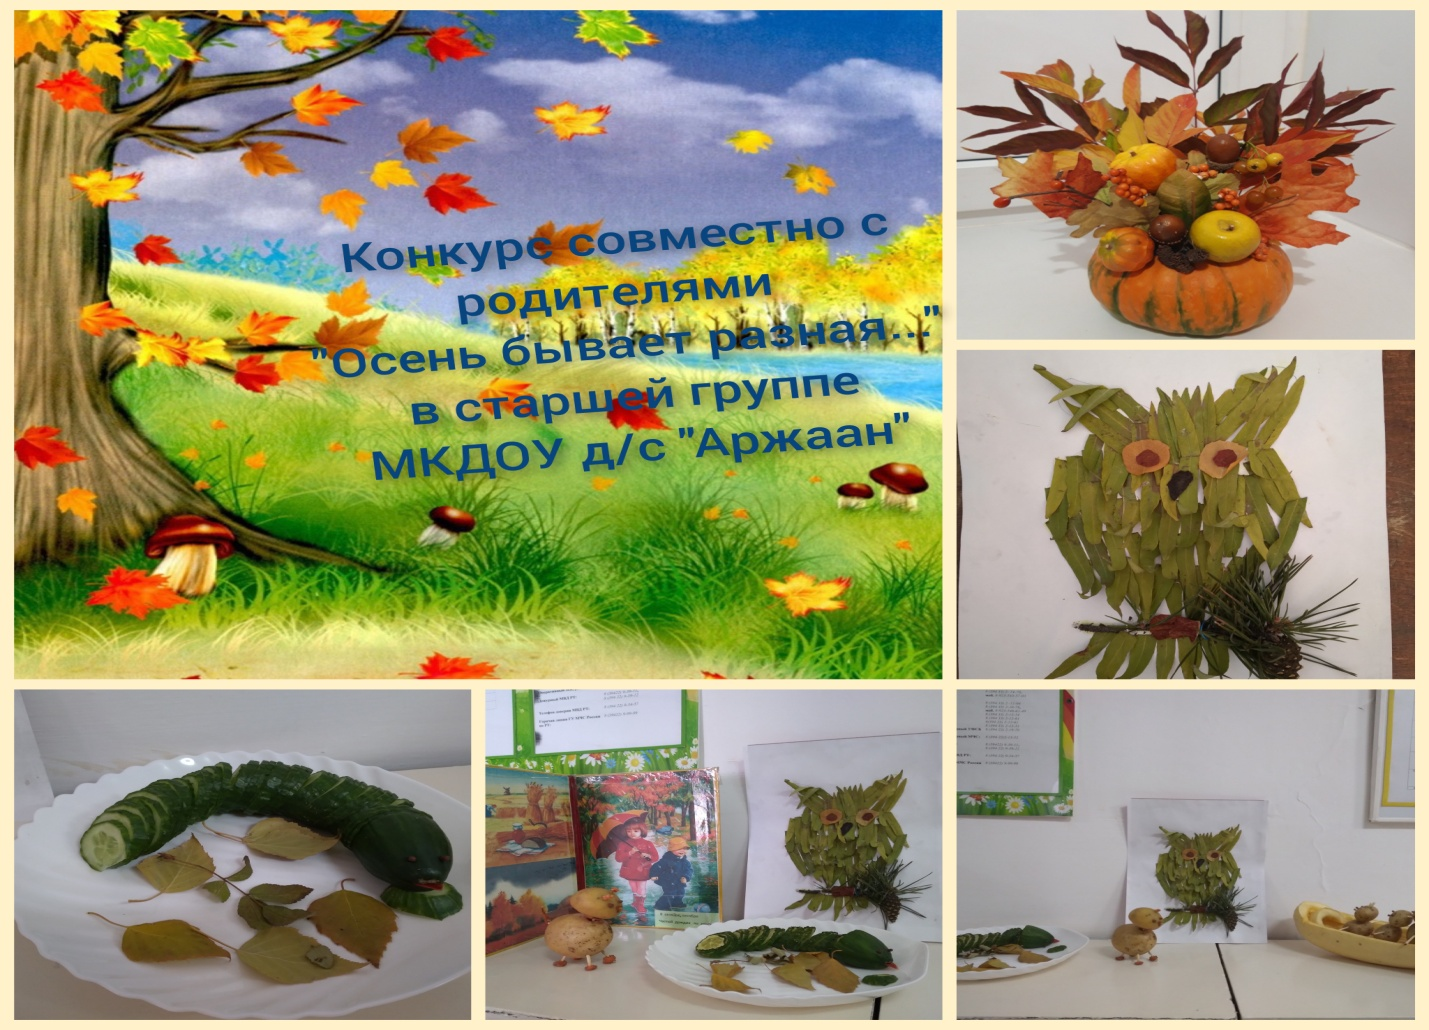 Конкурс совместно с
родителями
"Осень бывает разная..."
в старшей группе
МКДОУ д/с "Аржаан"